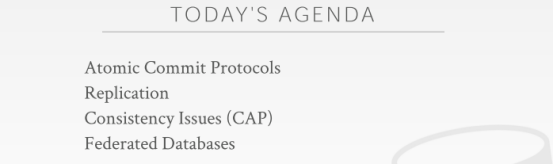 TODAY'S AGENDA
Atomic Commit Protocols
Replication
Consistency Issues (CAP)
Federated Databases